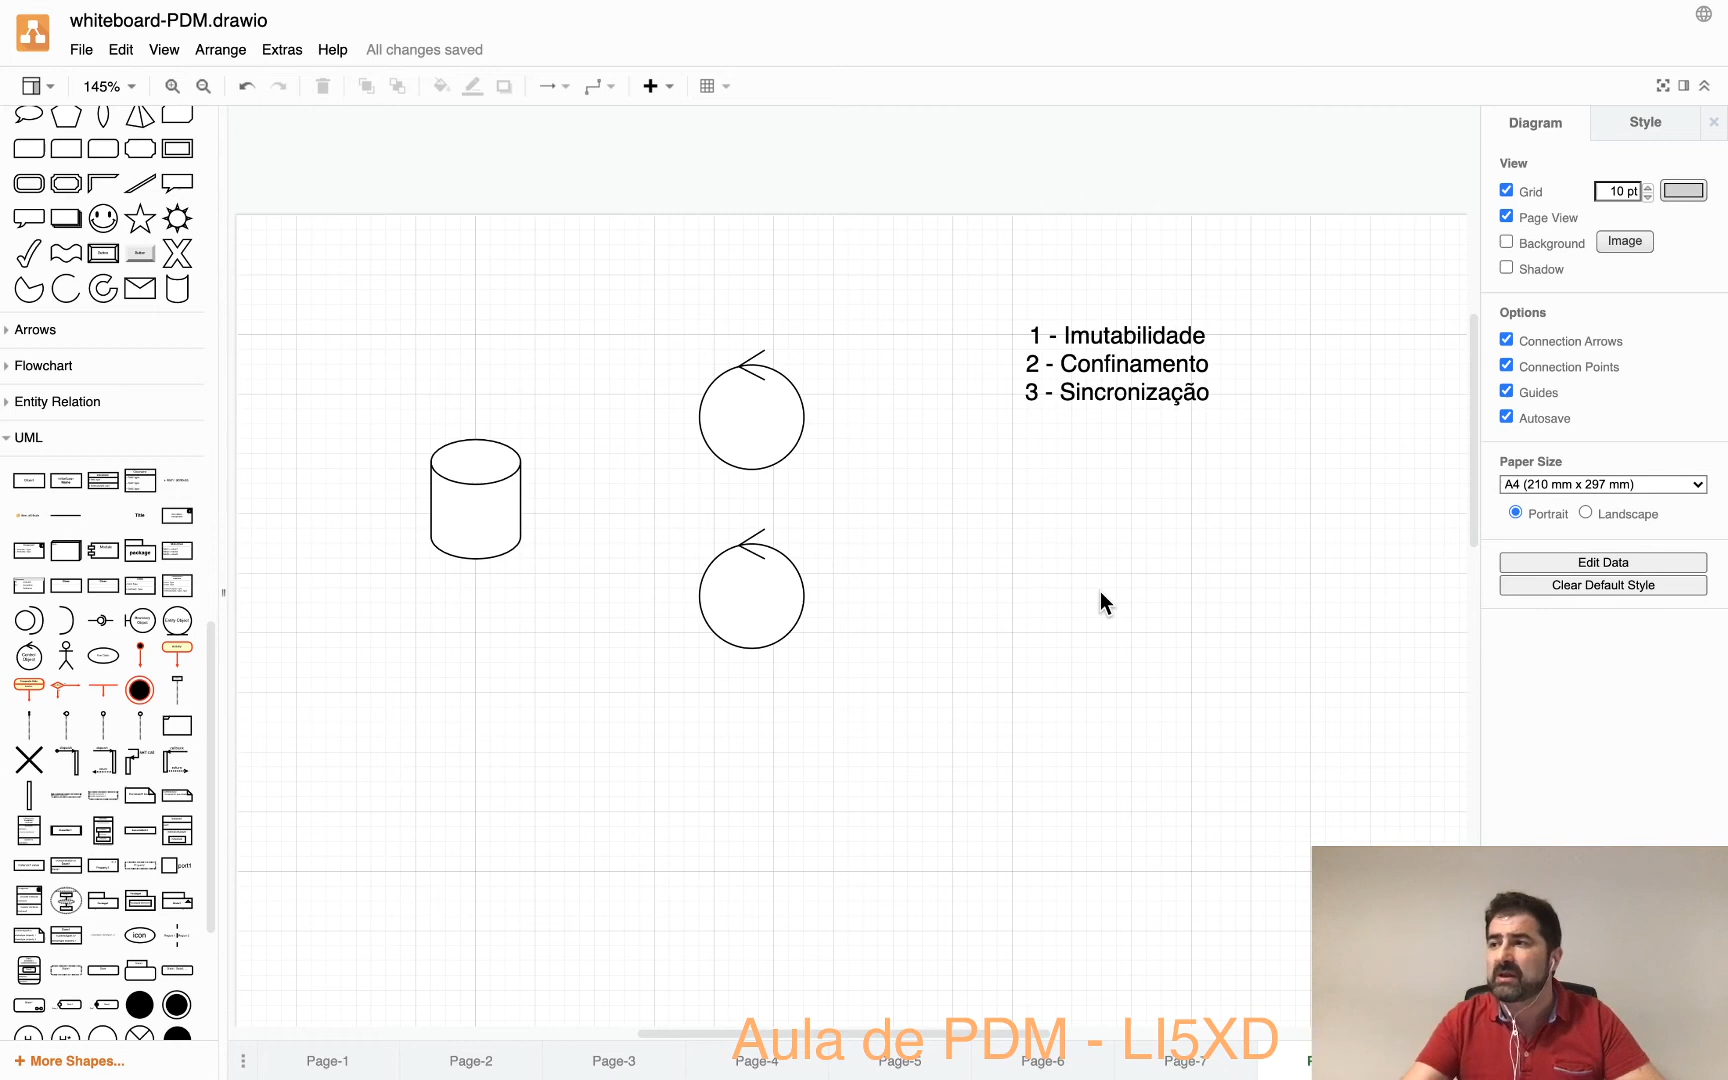 whiteboard-PDM.drawio
File Edit View Arrange Extras Help All changes saved
145%
Arrows
Flowchart
Entity Relation
UML
Title
package
icon
port1
+ More Shapes...
1 - Imutabilidade
2 - Confinamento
3 - Sincronização
Diagram Style
View
Grid 10 pt
Page View
Background Image
Shadow
Options
Connection Arrows
Connection Points
Guides
Autosave
Paper Size
A4 (210 mm x 297 mm)
Portrait Landscape
Edit Data
Clear Default Style
Page-1 Page-2 Page-3 Page-4 Page-5 Page-6 Page-7
Aula de PDM - LI5XD